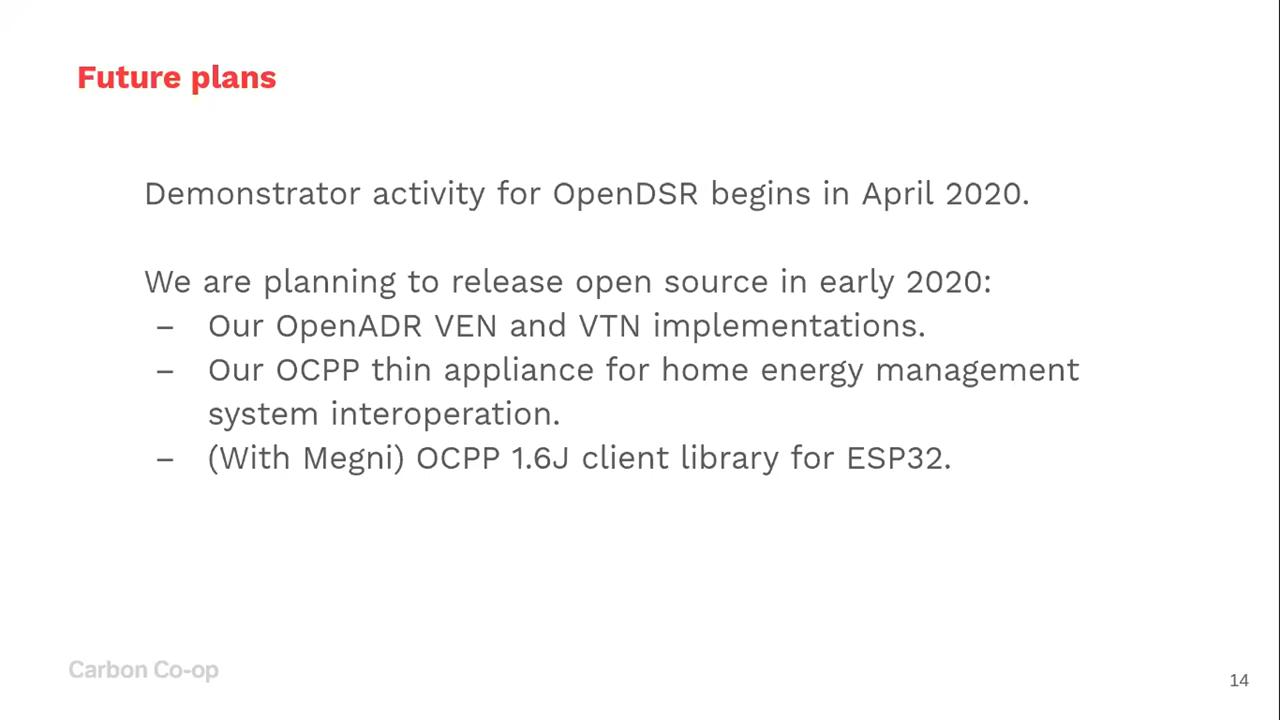 Future plans
Demonstrator activity for OpenDSR begins in April 2020.
We are planning to release open source in early 2020:
– Our OpenADR VEN and VTN implementations.
– Our OCPP thin appliance for home energy management
system interoperation.
– (With Megni) OCPP 1.6J client library for ESP32.
Carbon Co-op
14